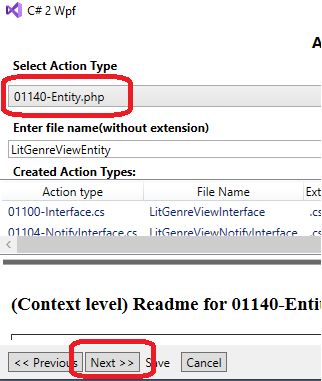 C# 2 Wpf
A
Select Action Type
01140-Entity.php
Enter file name(without extension)
LitGenreViewEntity
Created Action Types:
Action type File Name Ext
01100-Interface.cs LitGenreViewInterface .cs
01104-NotifyInterface.cs LitGenreViewNotifyInterface .cs
(Context level) Readme for 01140-Enti
<< Previous Next >> Save Cancel